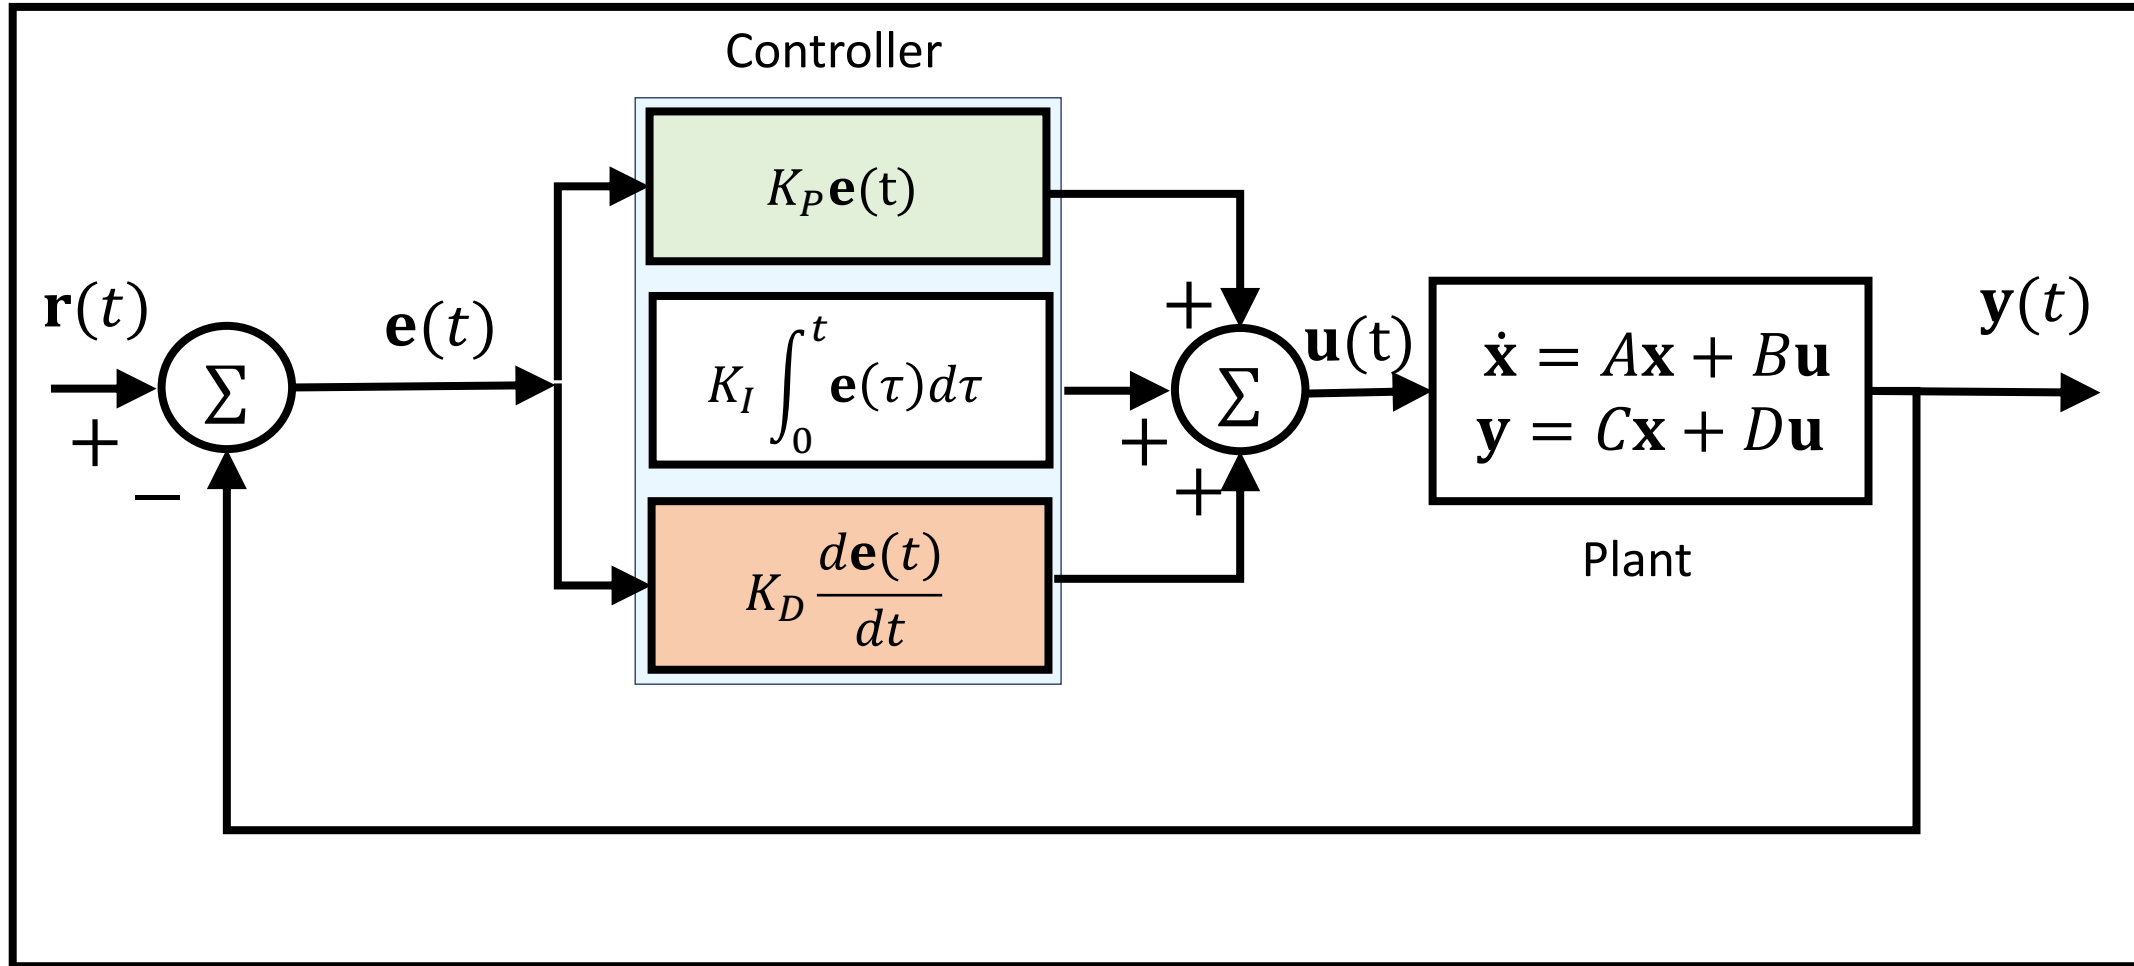 Controller
K_P 𝐞(t)
𝐫(t)
𝐞(t)
K_I ∫_0^t 𝐞(τ)dτ
K_D d𝐞(t)/dt
+
−
Σ
+
+
+
Σ
𝐮(t)
𝐱̇ = A𝐱 + B𝐮
𝐲 = C𝐱 + D𝐮
Plant
𝐲(t)